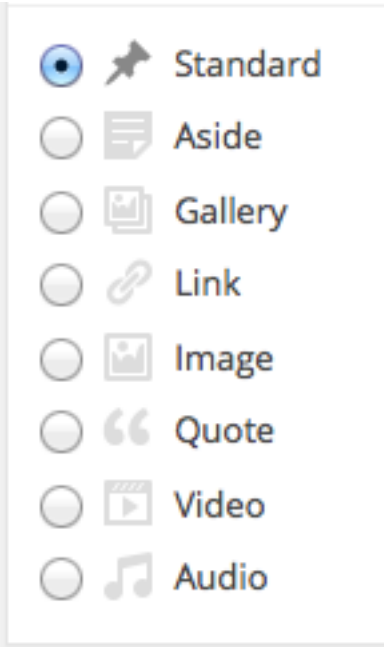 Standard
Aside
Gallery
Link
Image
Quote
Video
Audio